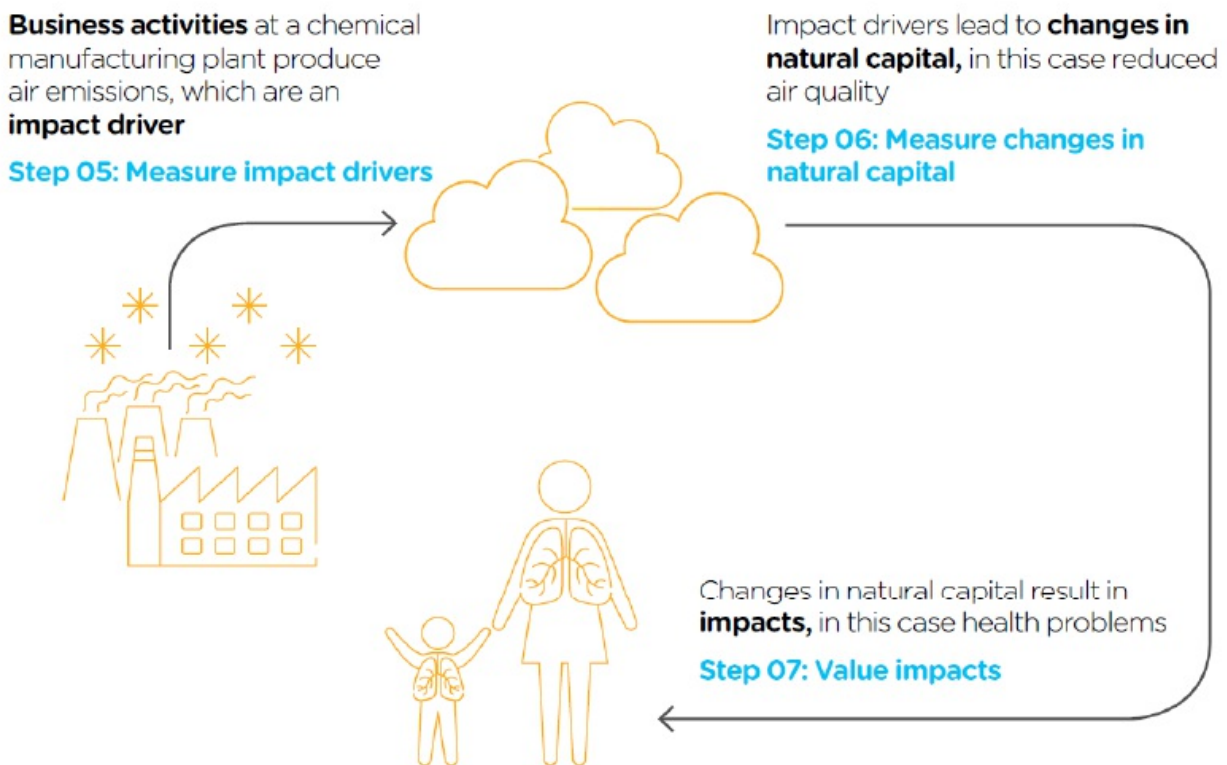 Business activities at a chemical
manufacturing plant produce
air emissions, which are an
impact driver
Step 05: Measure impact drivers
Impact drivers lead to changes in
natural capital, in this case reduced
air quality
Step 06: Measure changes in
natural capital
Changes in natural capital result in
impacts, in this case health problems
Step 07: Value impacts